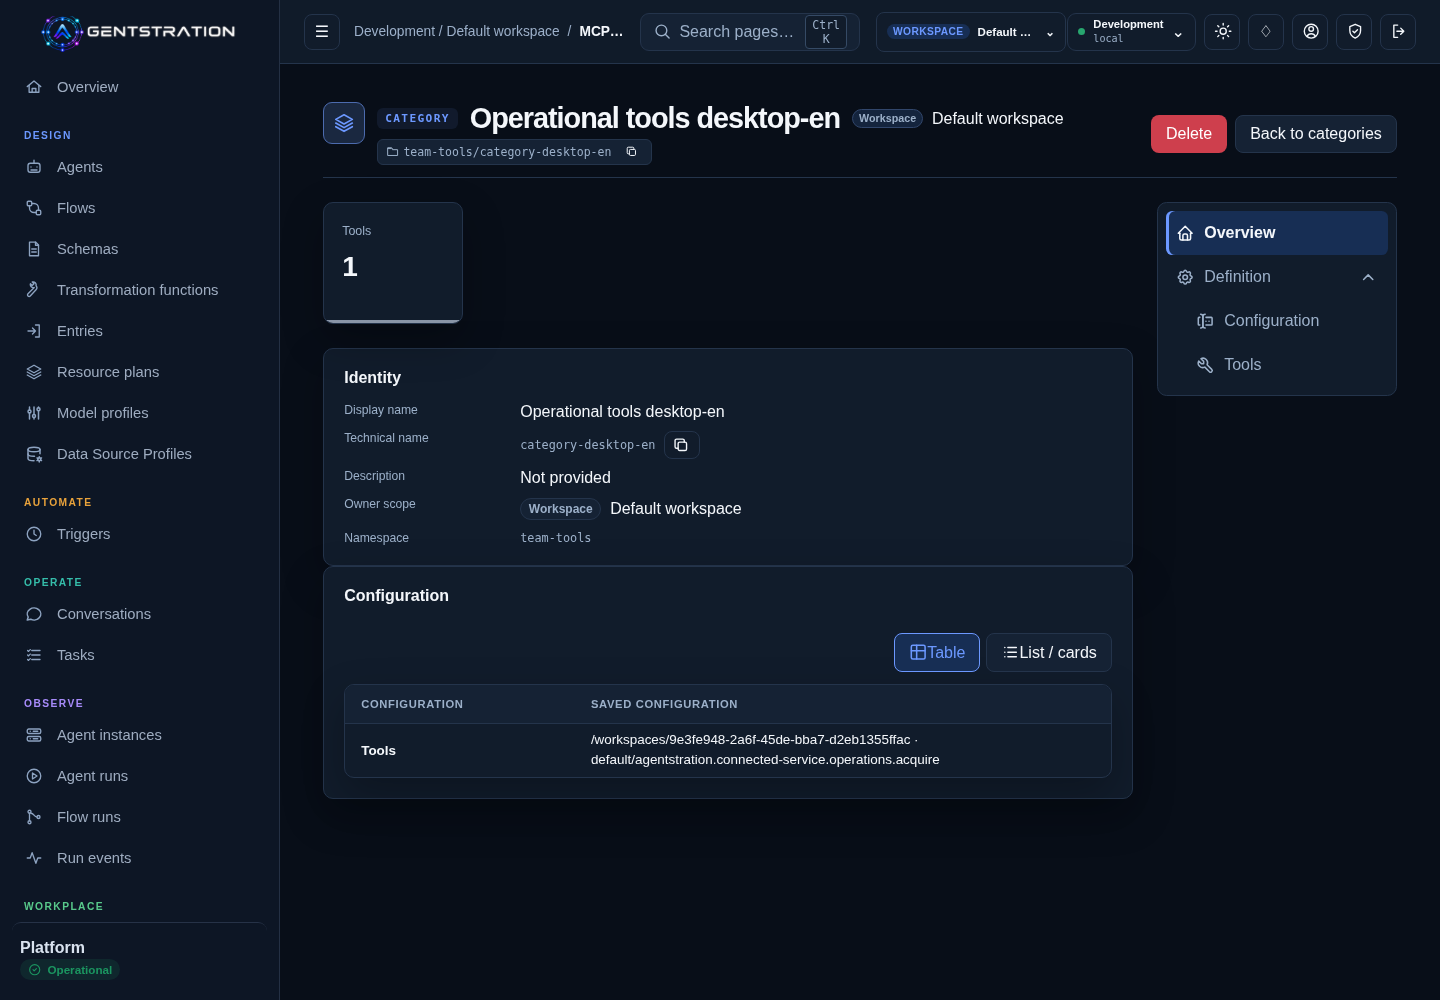 GENTSTRATION
Overview
DESIGN
Agents
Flows
Schemas
Transformation functions
Entries
Resource plans
Model profiles
Data Source Profiles
AUTOMATE
Triggers
OPERATE
Conversations
Tasks
OBSERVE
Agent instances
Agent runs
Flow runs
Run events
WORKPLACE
Platform
Operational
Development / Default workspace / MCP…
Search pages…
Ctrl
K
WORKSPACE Default …
Development
local
CATEGORY Operational tools desktop-en Workspace Default workspace
team-tools/category-desktop-en
Delete
Back to categories
Tools
1
Identity
Display name Operational tools desktop-en
Technical name category-desktop-en
Description Not provided
Owner scope Workspace Default workspace
Namespace team-tools
Configuration
Table
List / cards
CONFIGURATION SAVED CONFIGURATION
Tools
/workspaces/9e3fe948-2a6f-45de-bba7-d2eb1355ffac ·
default/agentstration.connected-service.operations.acquire
Overview
Definition
Configuration
Tools